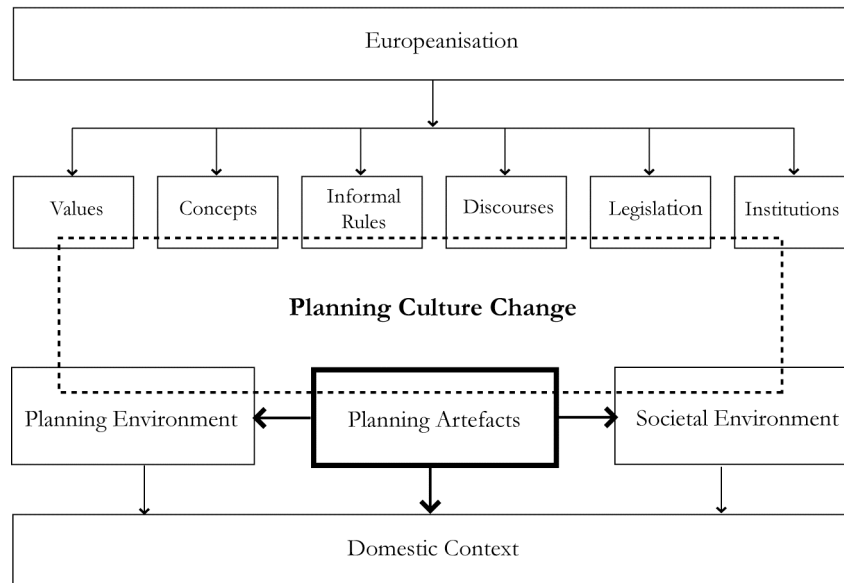 Europeanisation
Values
Concepts
Informal
Rules
Discourses
Legislation
Institutions
Planning Culture Change
Planning Environment
Planning Artefacts
Societal Environment
Domestic Context